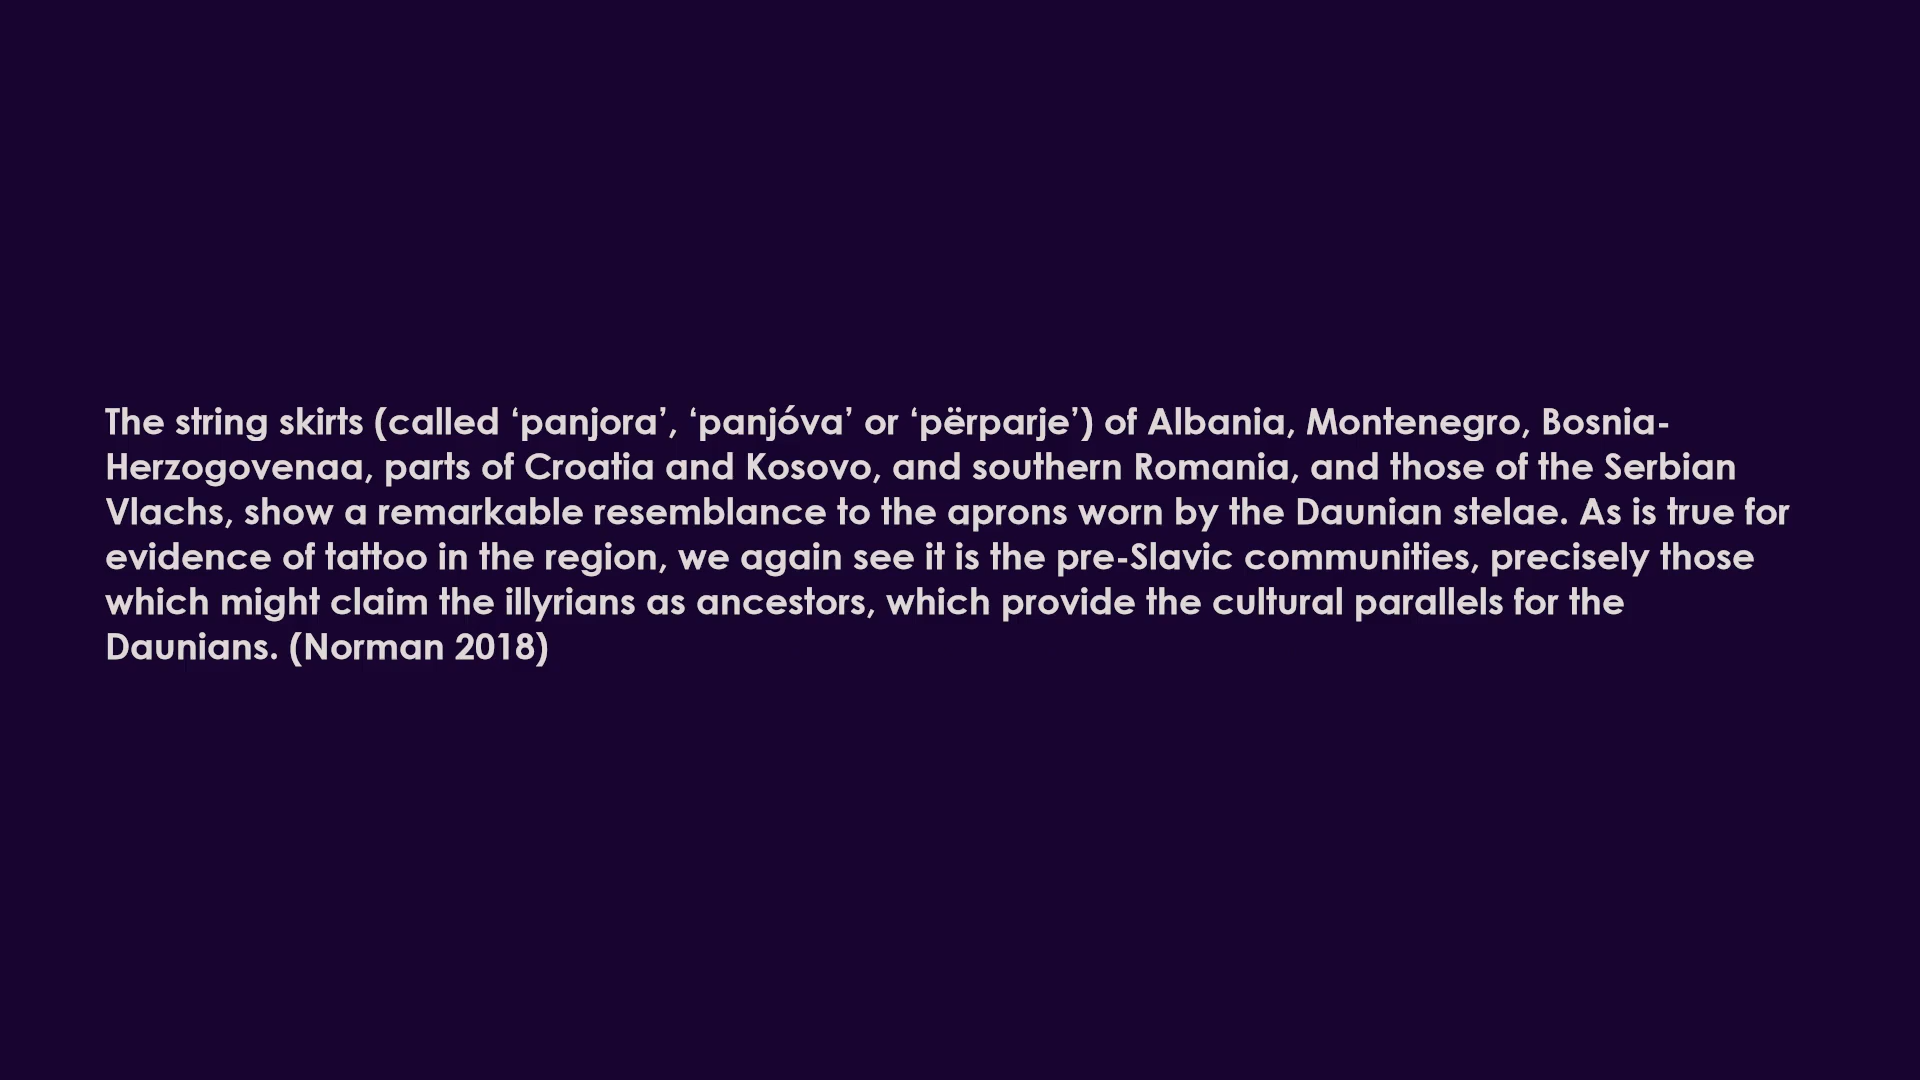 The string skirts (called ‘panjora’, ‘panjóva’ or ‘përparje’) of Albania, Montenegro, Bosnia-
Herzogovenaa, parts of Croatia and Kosovo, and southern Romania, and those of the Serbian
Vlachs, show a remarkable resemblance to the aprons worn by the Daunian stelae. As is true for
evidence of tattoo in the region, we again see it is the pre-Slavic communities, precisely those
which might claim the illyrians as ancestors, which provide the cultural parallels for the
Daunians. (Norman 2018)